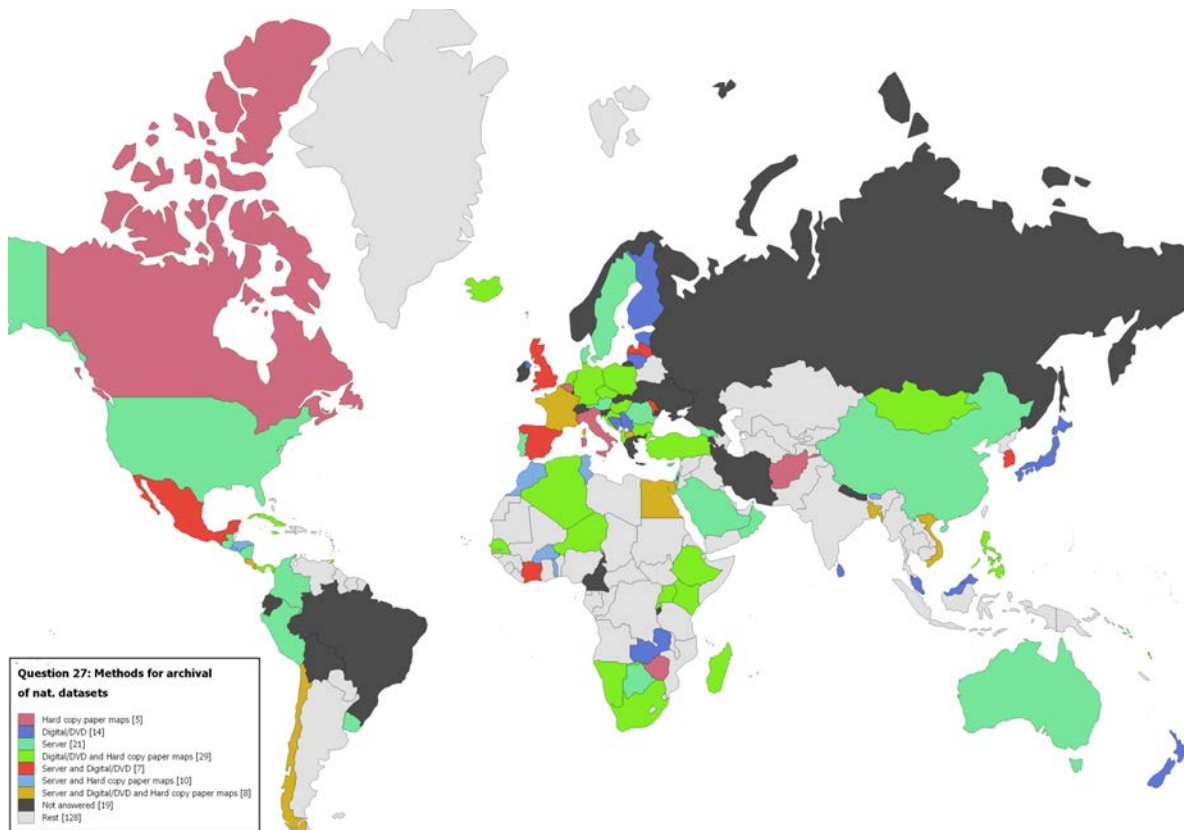 Question 27: Methods for archival
of nat. datasets
Hard copy paper maps [5]
Digital/DVD [14]
Server [21]
Digital/DVD and Hard copy paper maps [29]
Server and Digital/DVD [7]
Server and Hard copy paper maps [10]
Server and Digital/DVD and Hard copy paper maps [8]
Not answered [19]
Rest [128]